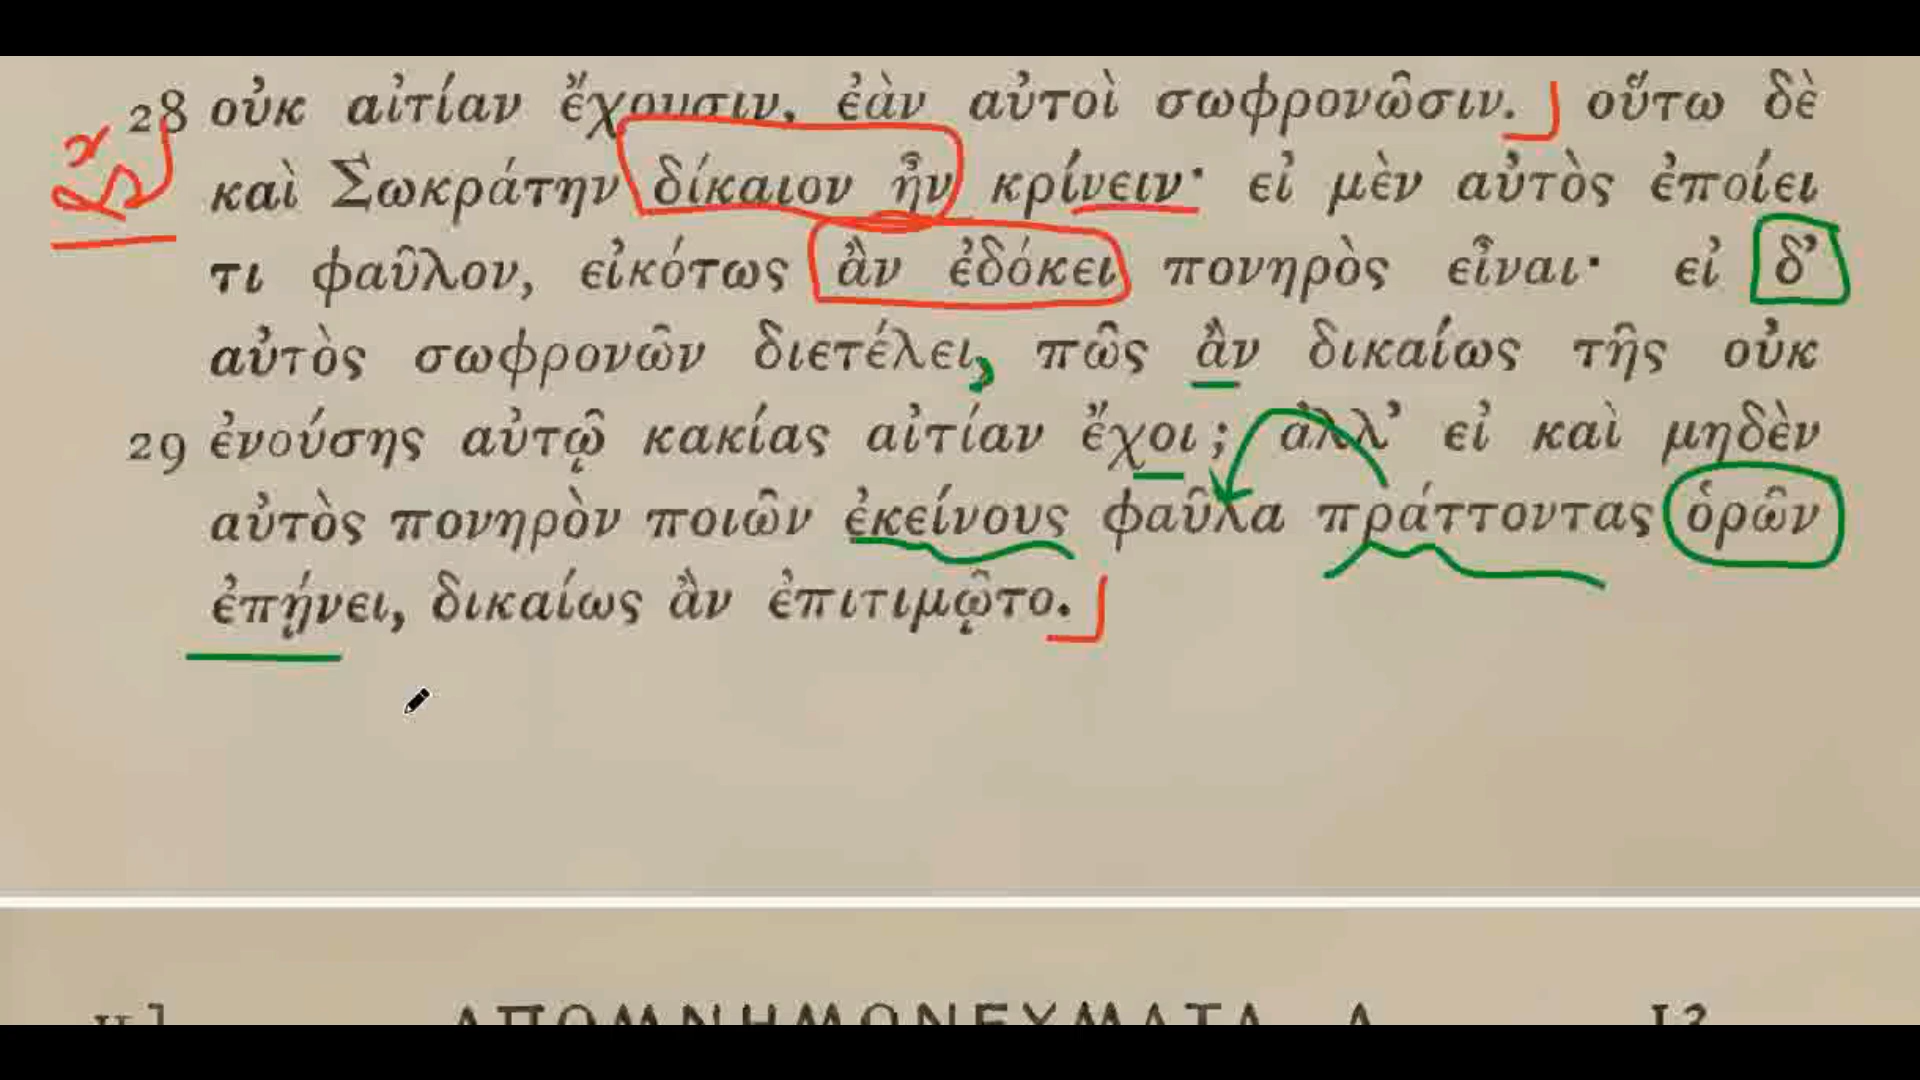 28 οὐκ αἰτίαν ἔχουσιν, ἐὰν αὐτοὶ σωφρονῶσιν. οὕτω δὲ
καὶ Σωκράτην δίκαιον ἦν κρίνειν· εἰ μὲν αὐτὸς ἐποίει
τι φαῦλον, εἰκότως ἂν ἐδόκει πονηρὸς εἶναι· εἰ δ’
αὐτὸς σωφρονῶν διετέλει, πῶς ἂν δικαίως τῆς οὐκ
29 ἐνούσης αὐτῷ κακίας αἰτίαν ἔχοι; ἀλλ’ εἰ καὶ μηδὲν
αὐτὸς πονηρὸν ποιῶν ἐκείνους φαῦλα πράττοντας ὁρῶν
ἐπῄνει, δικαίως ἂν ἐπιτιμῷτο.
ΑΠΟΜΝΗΜΟΝΕΥΜΑΤΑ Α